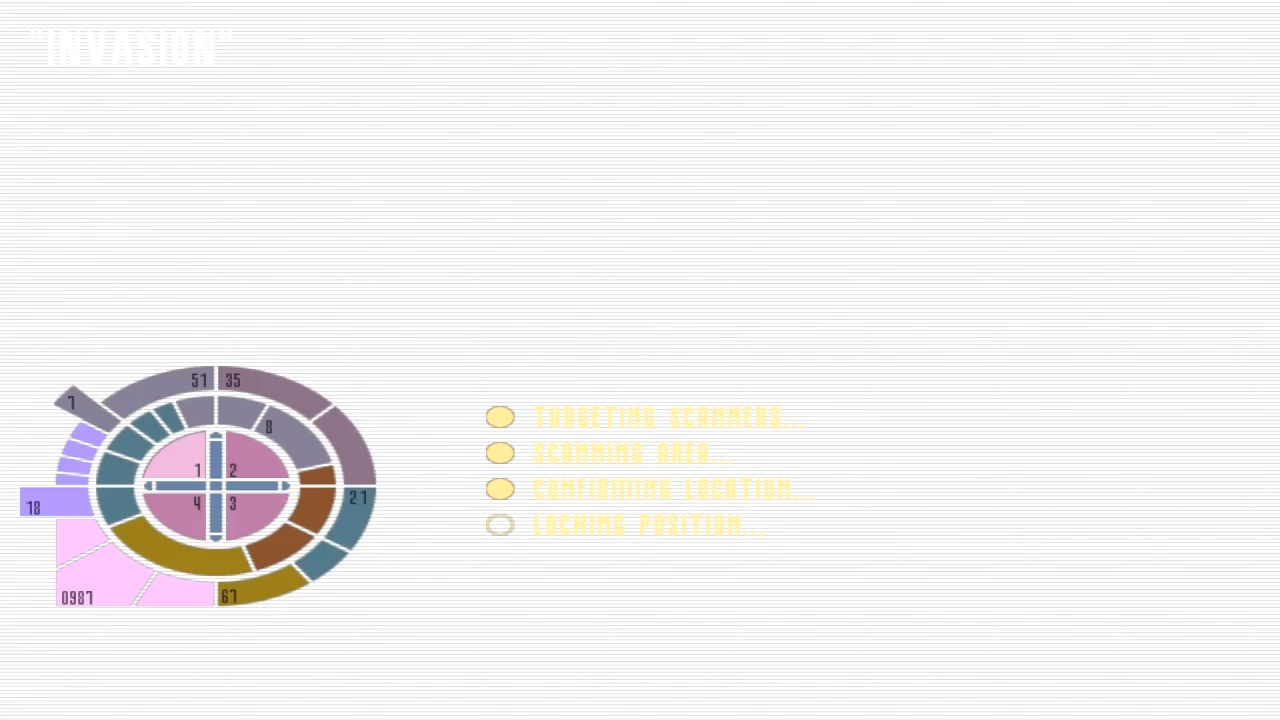 "INVASION"
51 35
7
8
1 2
4 3
21
18
0987
67
TARGETING SCANNERS...
SCANNING AREA...
CONFIRMING LOCATION...
LOCKING POSITION...